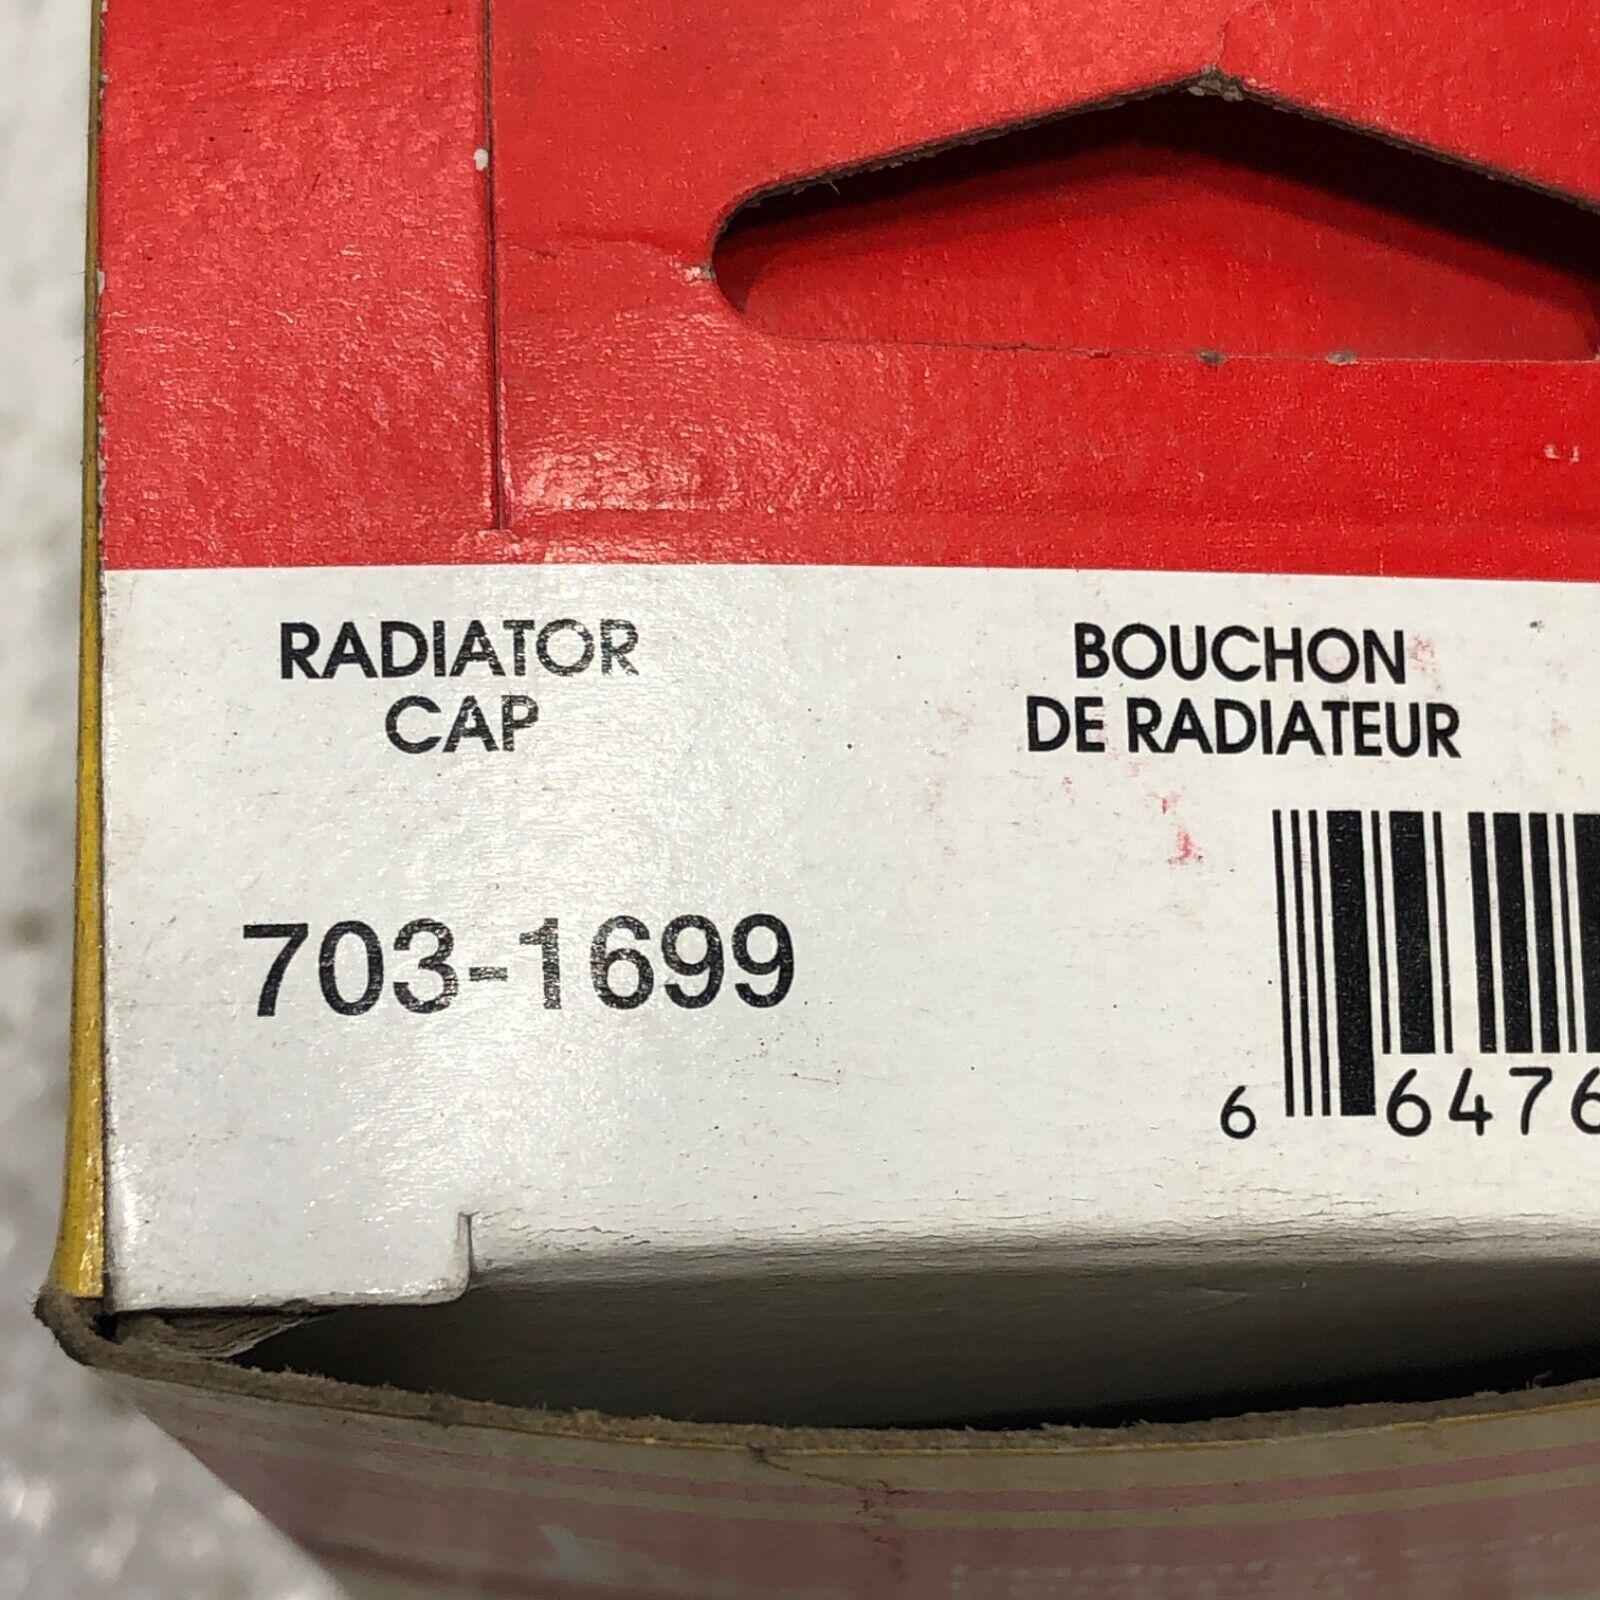 RADIATOR
CAP
BOUCHON
DE RADIATEUR
703-1699
6 6476